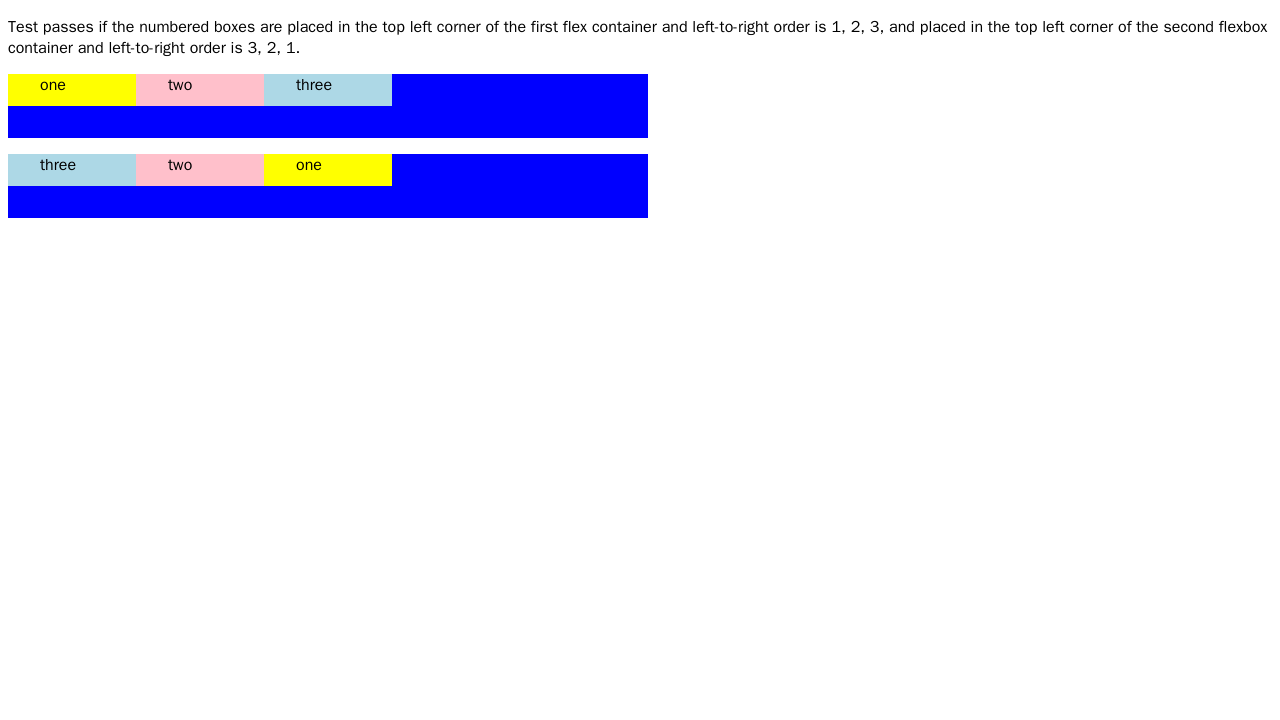 Test passes if the numbered boxes are placed in the top left corner of the first flex container and left-to-right order is 1, 2, 3, and placed in the top left corner of the second flexbox
container and left-to-right order is 3, 2, 1.
one two three
three two one